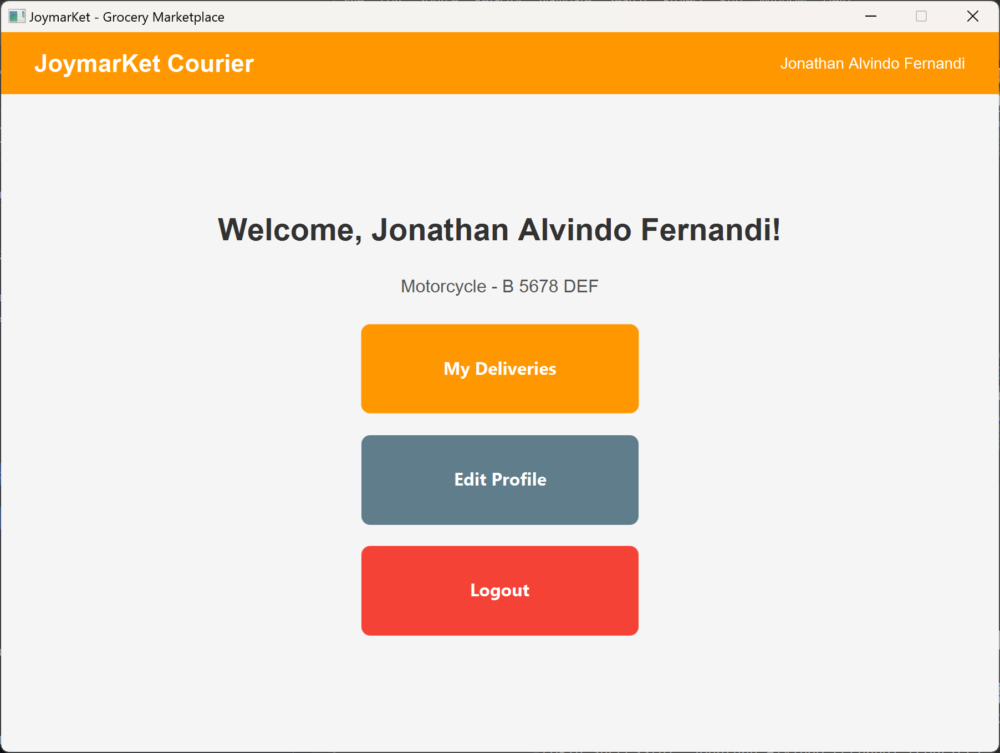 JoymarKet - Grocery Marketplace
JoymarKet Courier
Jonathan Alvindo Fernandi
Welcome, Jonathan Alvindo Fernandi!
Motorcycle - B 5678 DEF
My Deliveries
Edit Profile
Logout